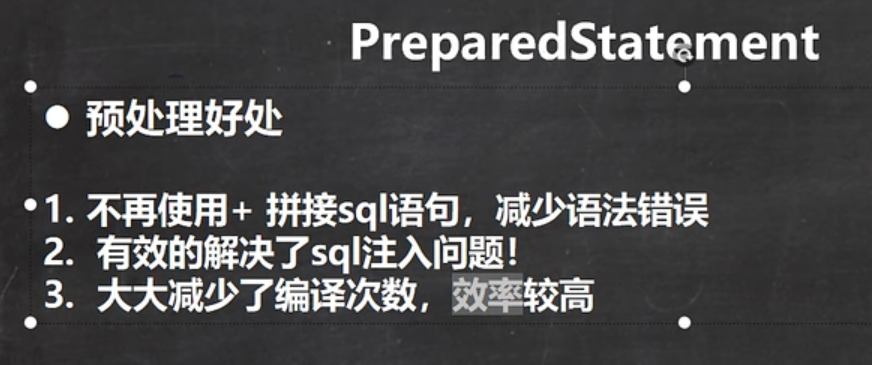 PreparedStatement
● 预处理好处
1. 不再使用+ 拼接sql语句，减少语法错误
2. 有效的解决了sql注入问题！
3. 大大减少了编译次数，效率较高